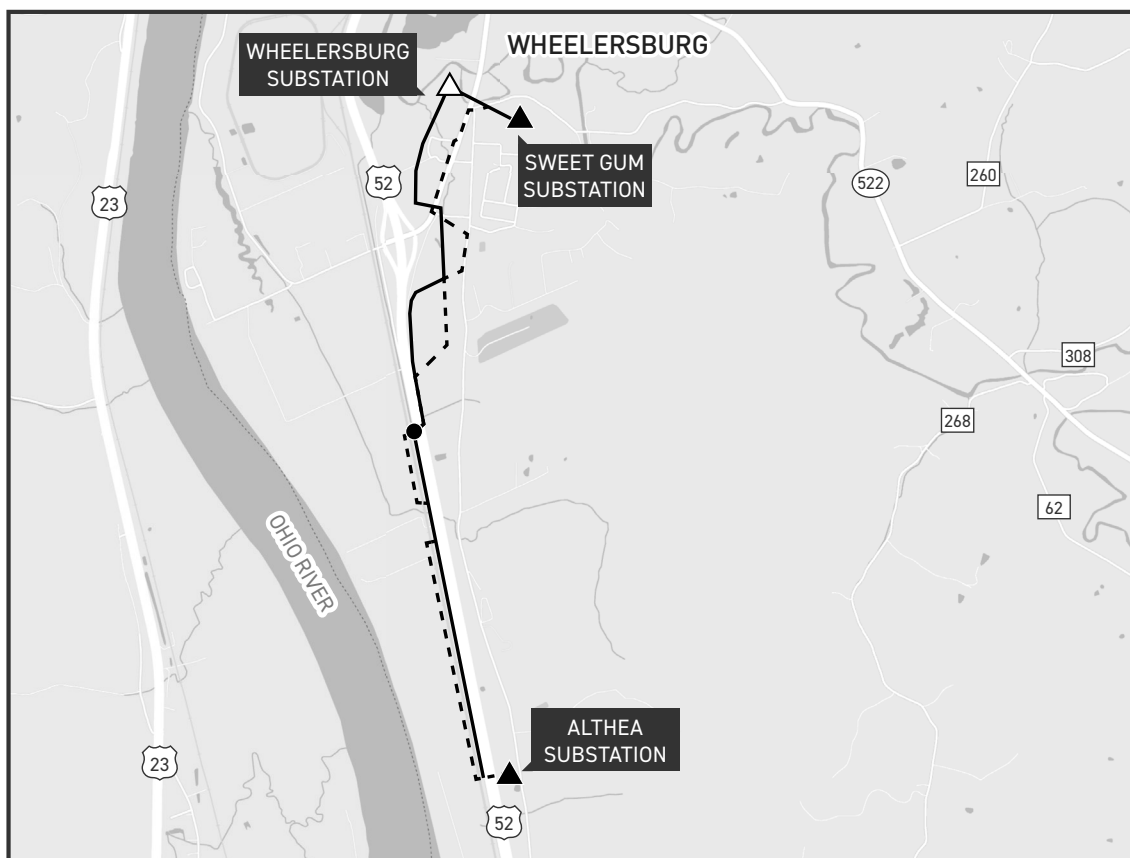 WHEELERSBURG
WHEELERSBURG
SUBSTATION
SWEET GUM
SUBSTATION
52
23
522
260
308
268
62
OHIO RIVER
ALTHEA
SUBSTATION
23
52